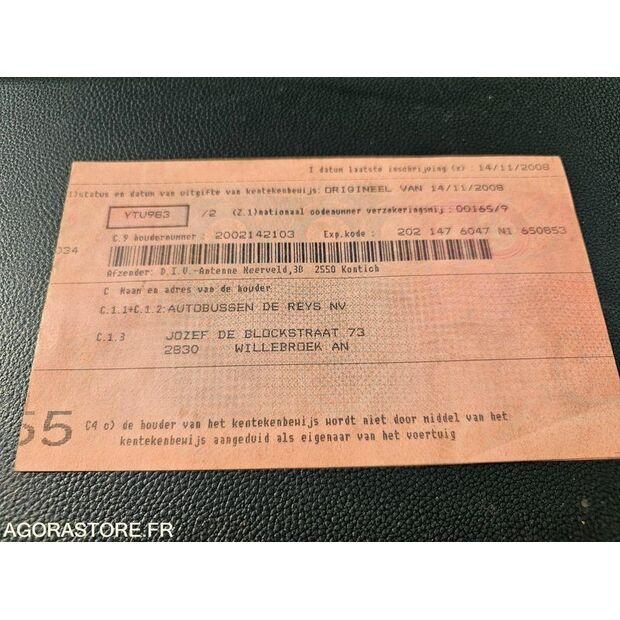 I datum laatste inschrijving (x) : 14/11/2008
)status en datum van uitgifte van kentekenbewijs: ORIGINEEL VAN 14/11/2008
YTU983 /2 (Z.1)nationaal codenummer verzekeringsmij : 00165/9
C.9 houdernummer : 2002142103 Exp.kode : 202 147 6047 N1 650853
034
Afzender: D.I.V.-Antenne Neerveld,3B 2550 Kontich
C Naam en adres van de houder
C.1.1+C.1.2: AUTOBUSSEN DE REYS NV
C.1.3 JOZEF DE BLOCKSTRAAT 73
2830 WILLEBROEK AN
55 C4 c) de houder van het kentekenbewijs wordt niet door middel van het
kentekenbewijs aangeduid als eigenaar van het voertuig
AGORASTORE.FR